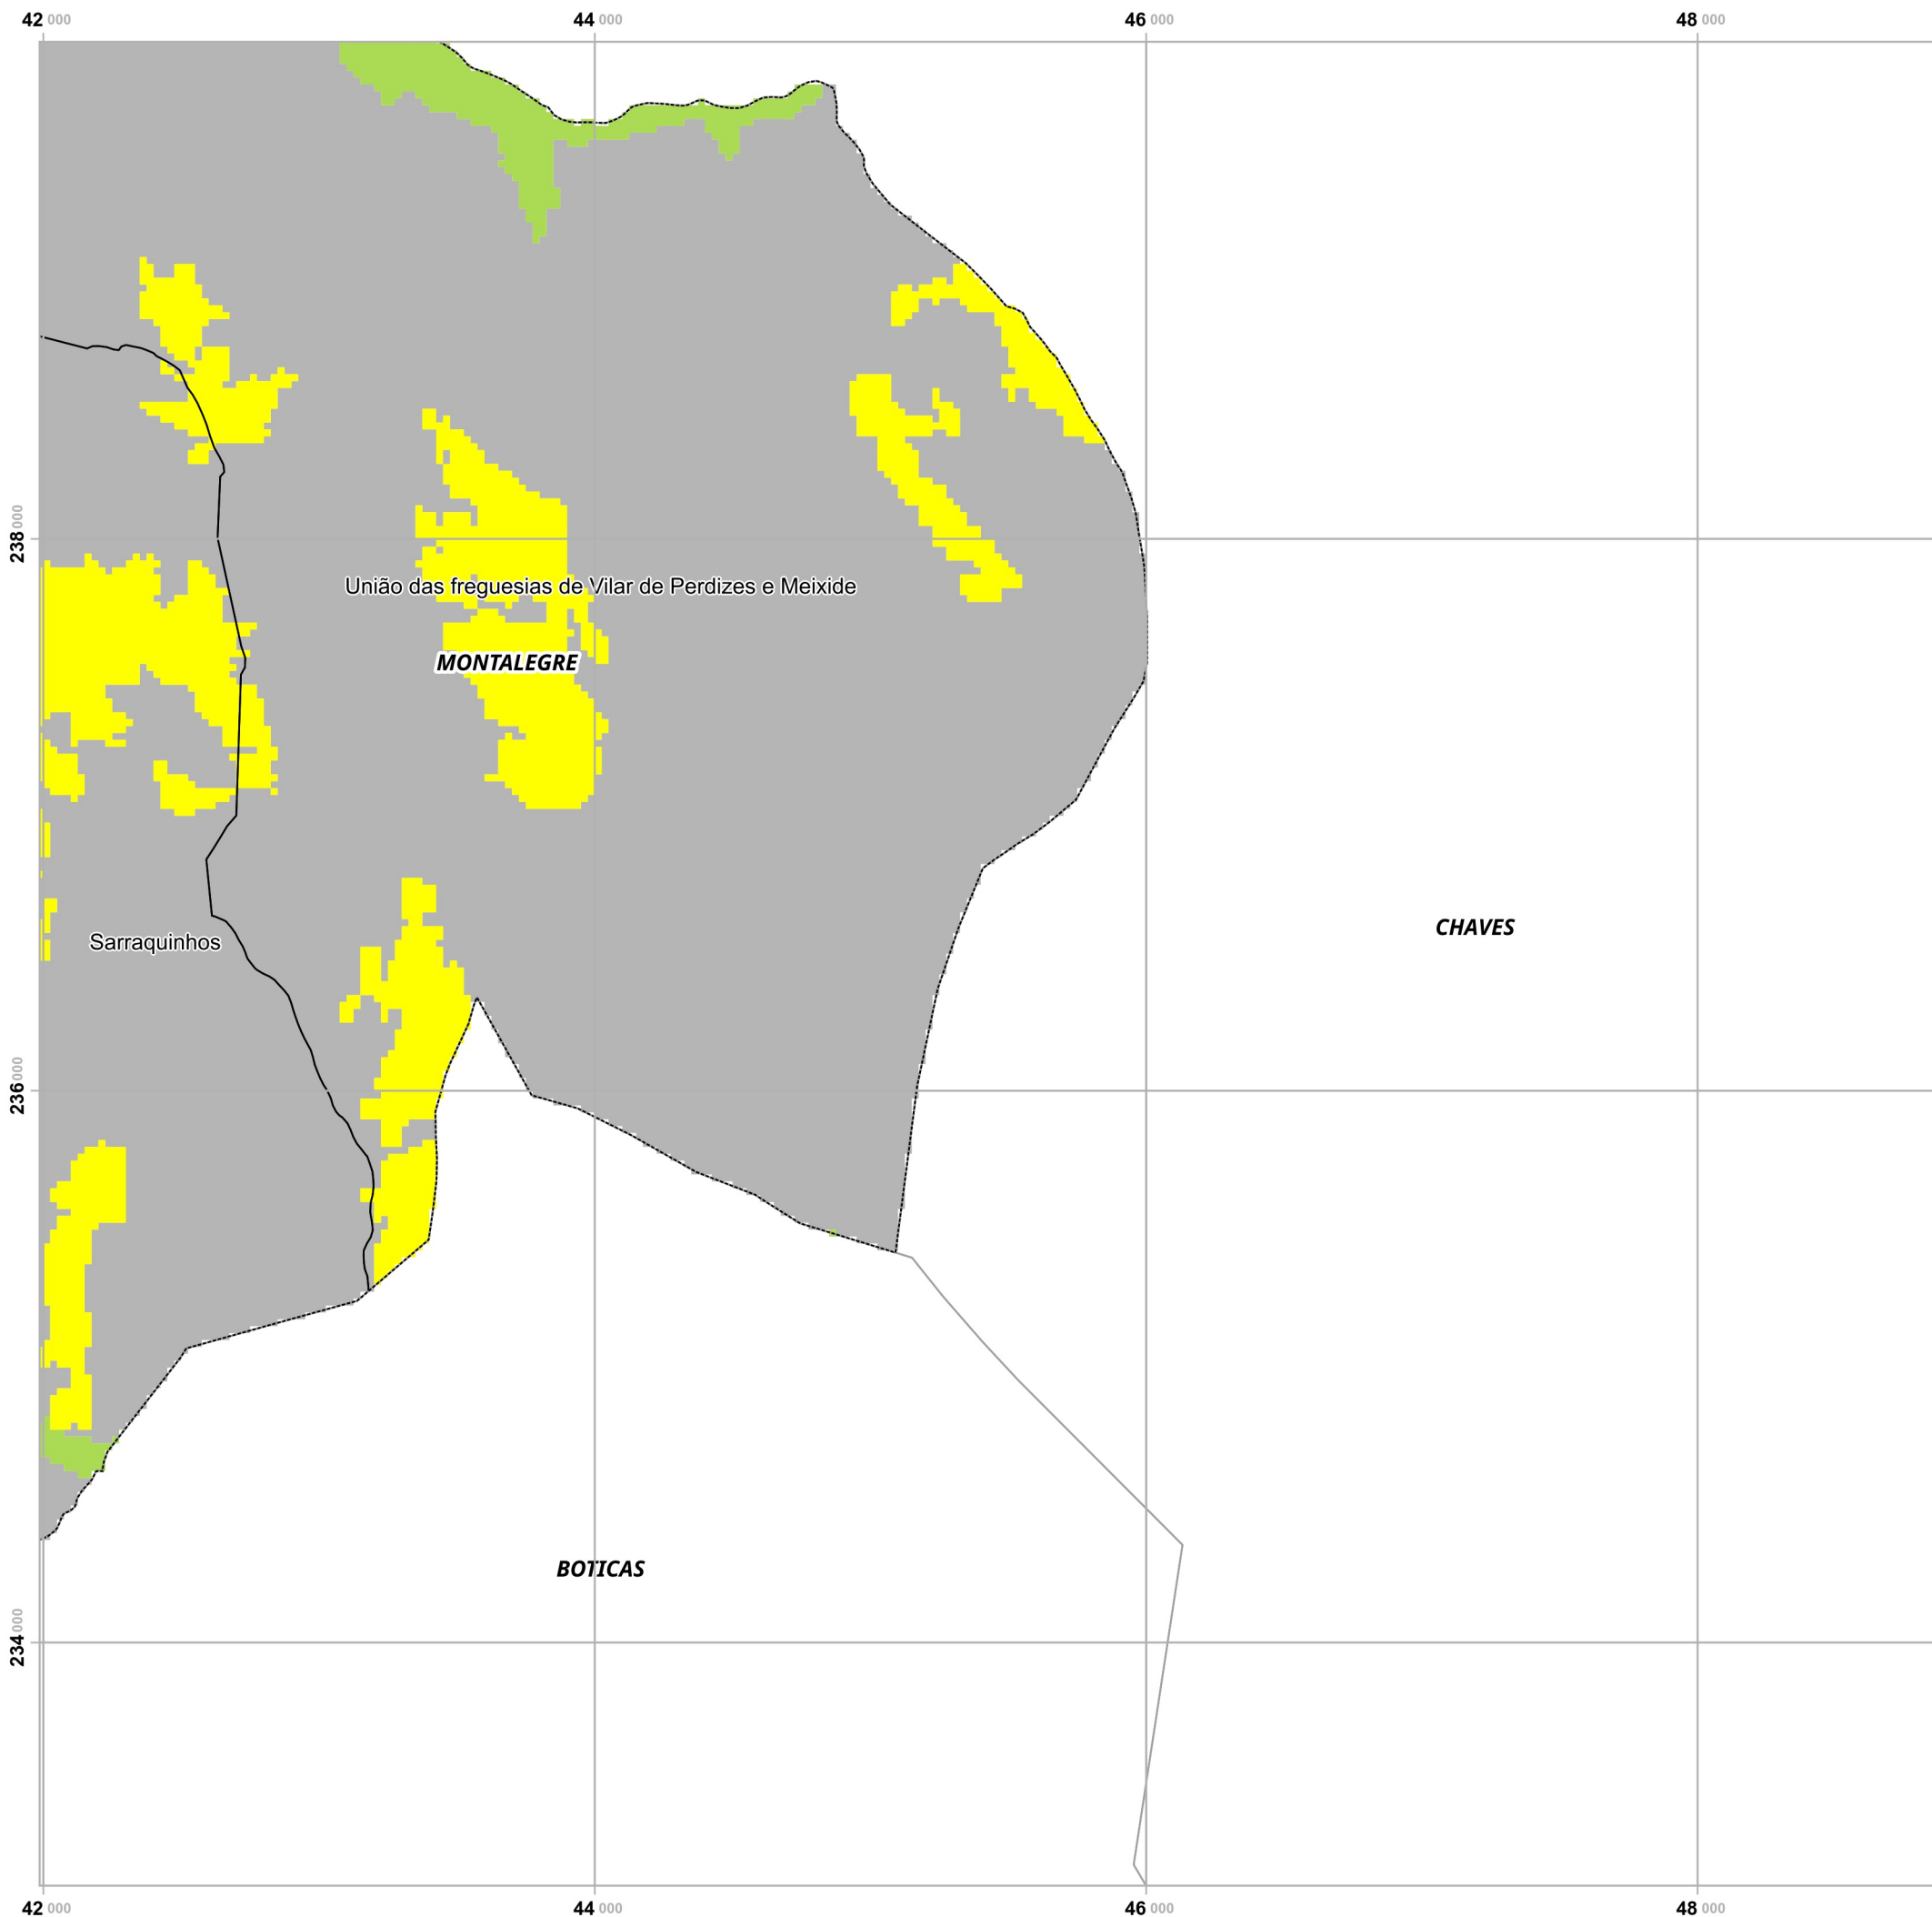 42 000 44 000 46 000 48 000
238 000
União das freguesias de Vilar de Perdizes e Meixide
MONTALEGRE
CHAVES
Sarraquinhos
236 000
BOTICAS
234 000
42 000 44 000 46 000 48 000